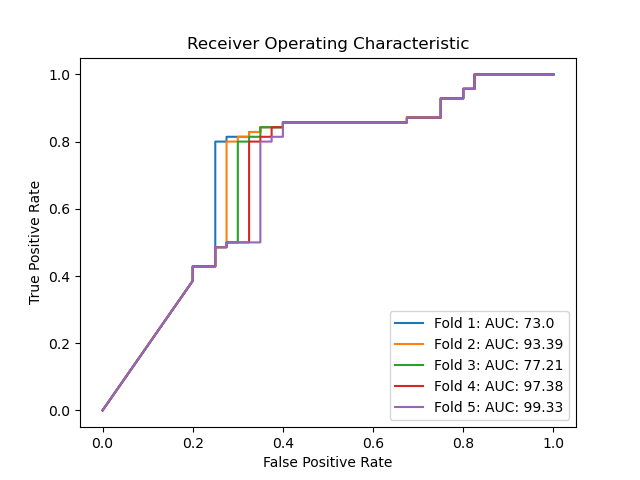 Receiver Operating Characteristic
1.0
0.8
0.6
0.4
0.2
0.0
True Positive Rate
Fold 1: AUC: 73.0
Fold 2: AUC: 93.39
Fold 3: AUC: 77.21
Fold 4: AUC: 97.38
Fold 5: AUC: 99.33
0.0 0.2 0.4 0.6 0.8 1.0
False Positive Rate